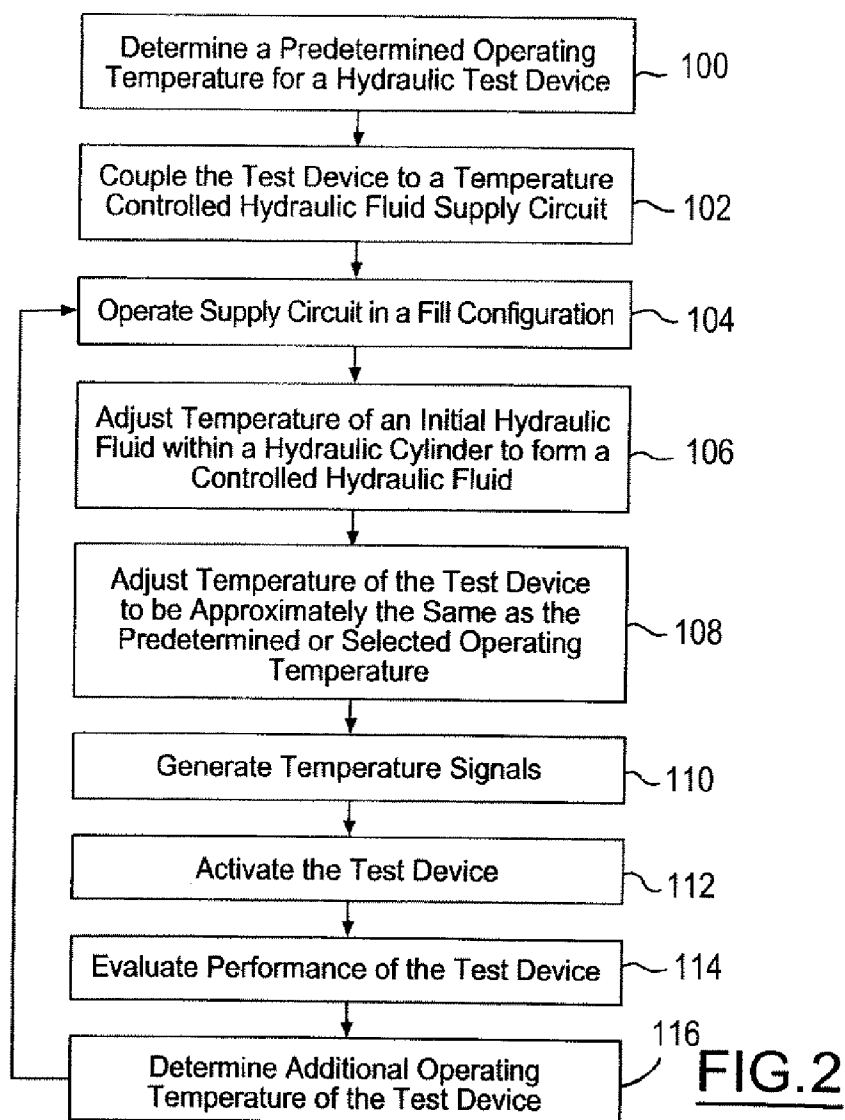 Determine a Predetermined Operating
Temperature for a Hydraulic Test Device
100
Couple the Test Device to a Temperature
Controlled Hydraulic Fluid Supply Circuit
102
Operate Supply Circuit in a Fill Configuration
104
Adjust Temperature of an Initial Hydraulic
Fluid within a Hydraulic Cylinder to form a
Controlled Hydraulic Fluid
106
Adjust Temperature of the Test Device
to be Approximately the Same as the
Predetermined or Selected Operating
Temperature
108
Generate Temperature Signals
110
Activate the Test Device
112
Evaluate Performance of the Test Device
114
Determine Additional Operating
Temperature of the Test Device
116
FIG.2